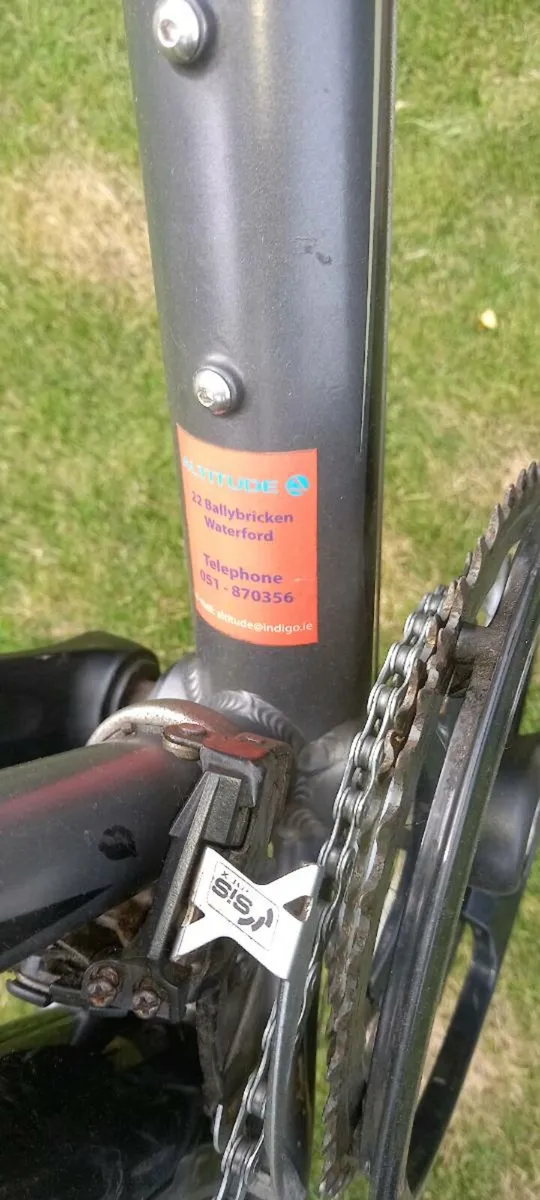 ALTITUDE
22 Ballybricken
Waterford
Telephone
051 - 870356
altitude@indigo.ie
SIS